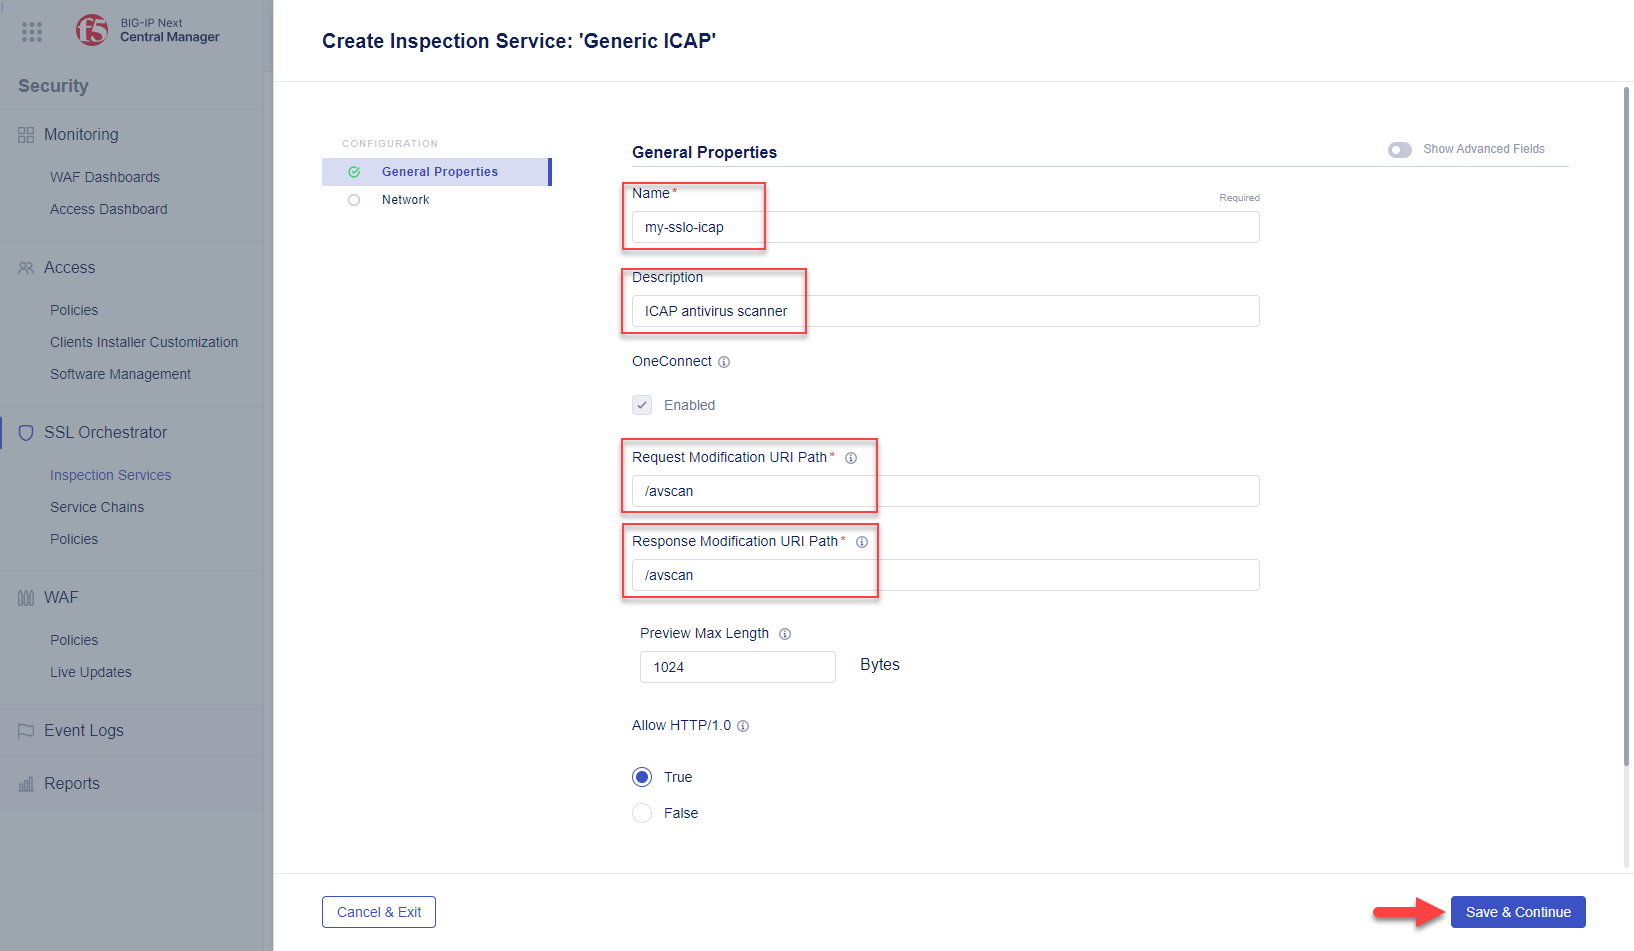 BIG-IP Next
Central Manager
Security
Monitoring
WAF Dashboards
Access Dashboard
Access
Policies
Clients Installer Customization
Software Management
SSL Orchestrator
Inspection Services
Service Chains
Policies
WAF
Policies
Live Updates
Event Logs
Reports
Create Inspection Service: 'Generic ICAP'
CONFIGURATION
General Properties
Network
General Properties
Show Advanced Fields
Name*
Required
my-sslo-icap
Description
ICAP antivirus scanner
OneConnect
Enabled
Request Modification URI Path*
/avscan
Response Modification URI Path*
/avscan
Preview Max Length
1024
Bytes
Allow HTTP/1.0
True
False
Cancel & Exit
Save & Continue